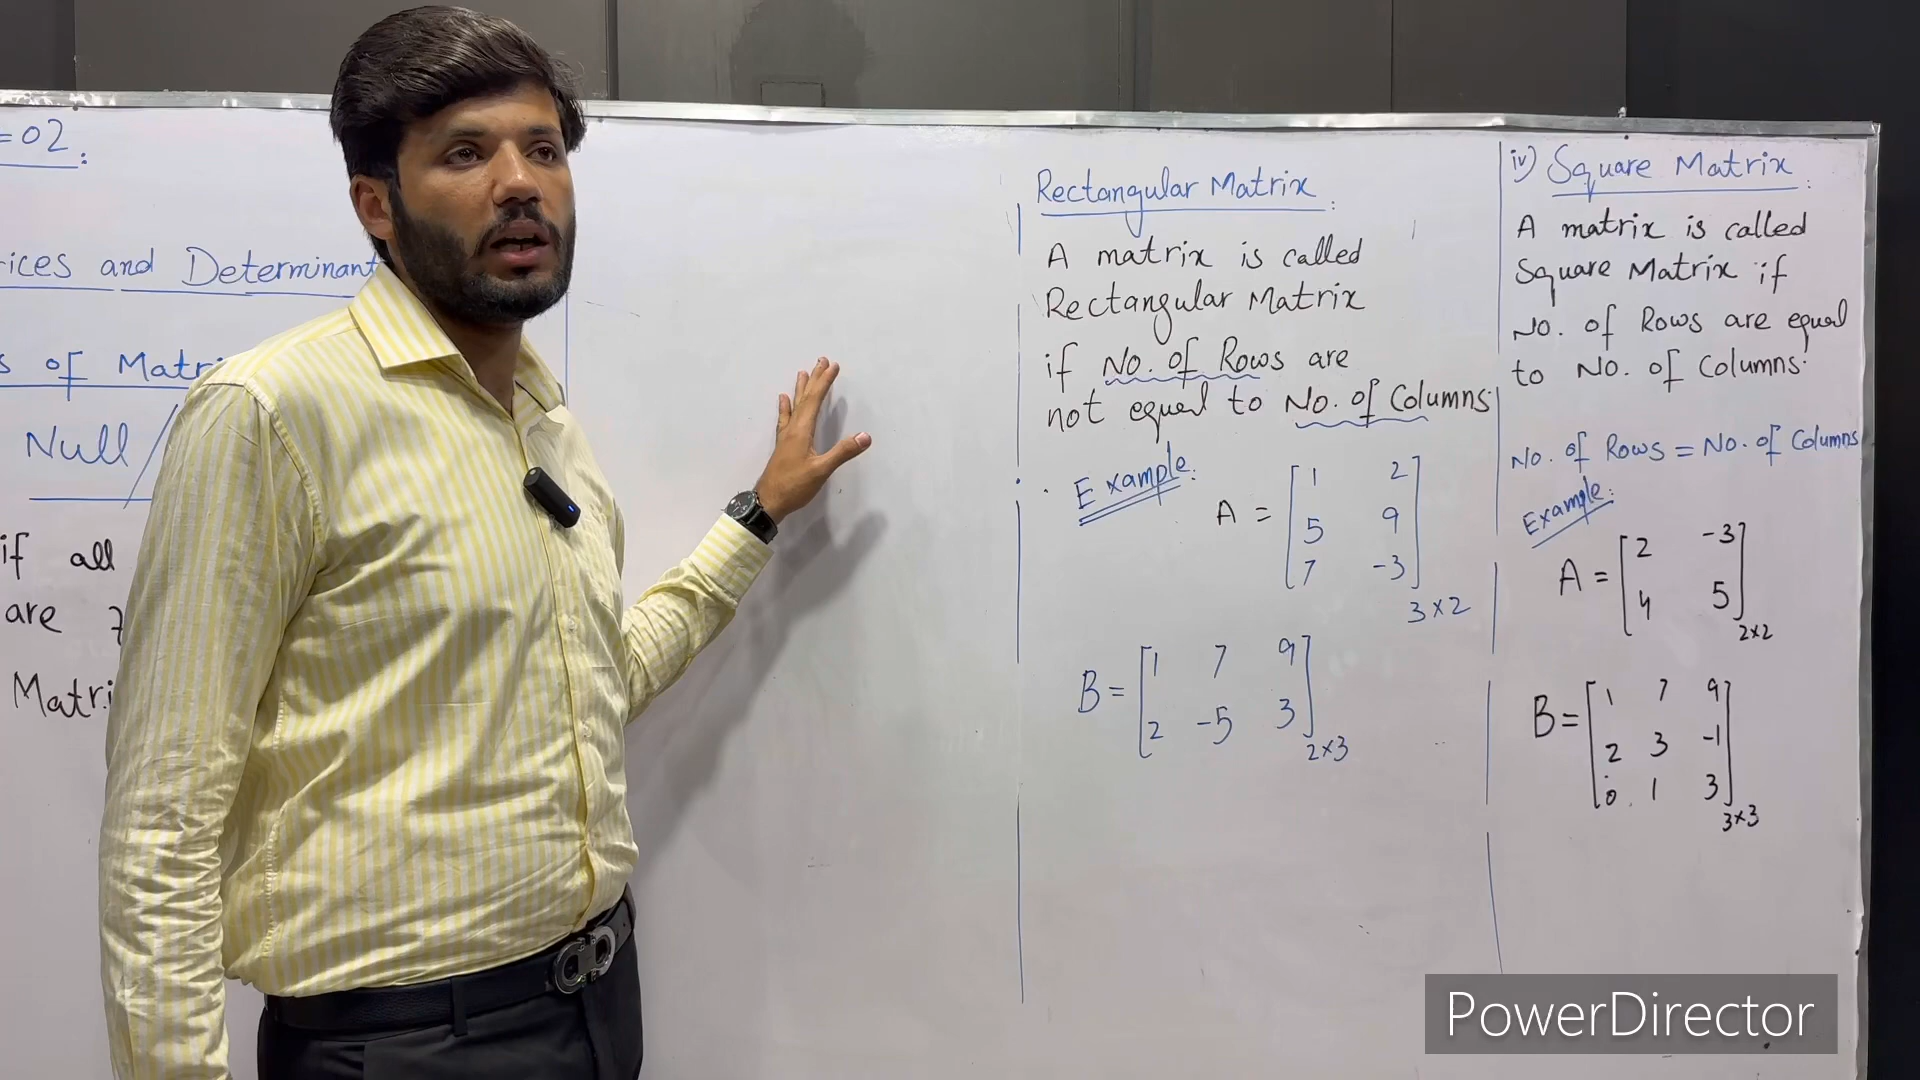 =02.
rices and Determinant
s of Matri
Null/
if all
are
Matri
Rectangular Matrix:
A matrix is called
Rectangular Matrix
if No. of Rows are
not equal to No. of Columns.
Example:
A = [1 2
5 9
7 -3] 3×2
B = [1 7 9
2 -5 3] 2×3
iv) Square Matrix:
A matrix is called
Square Matrix if
No. of Rows are equal
to No. of Columns.
No. of Rows = No. of Columns
Example:
A = [2 -3
4 5] 2×2
B = [1 7 9
2 3 -1
0 1 3] 3×3
PowerDirector